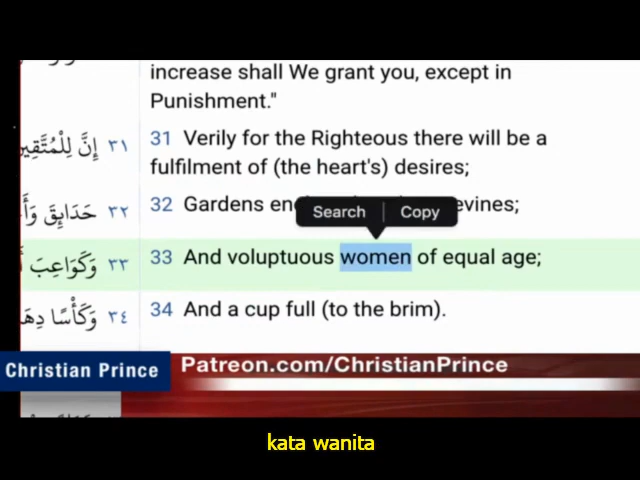 increase shall We grant you, except in
Punishment."
إِنَّ لِلْمُتَّقِينَ ٣١
31 Verily for the Righteous there will be a
fulfilment of (the heart's) desires;
حَدَائِقَ ٣٢
32 Gardens
Search | Copy
وَكَوَاعِبَ ٣٣
33 And voluptuous women of equal age;
وَكَأْسًا ٣٤
34 And a cup full (to the brim).
Christian Prince
Patreon.com/ChristianPrince
kata wanita